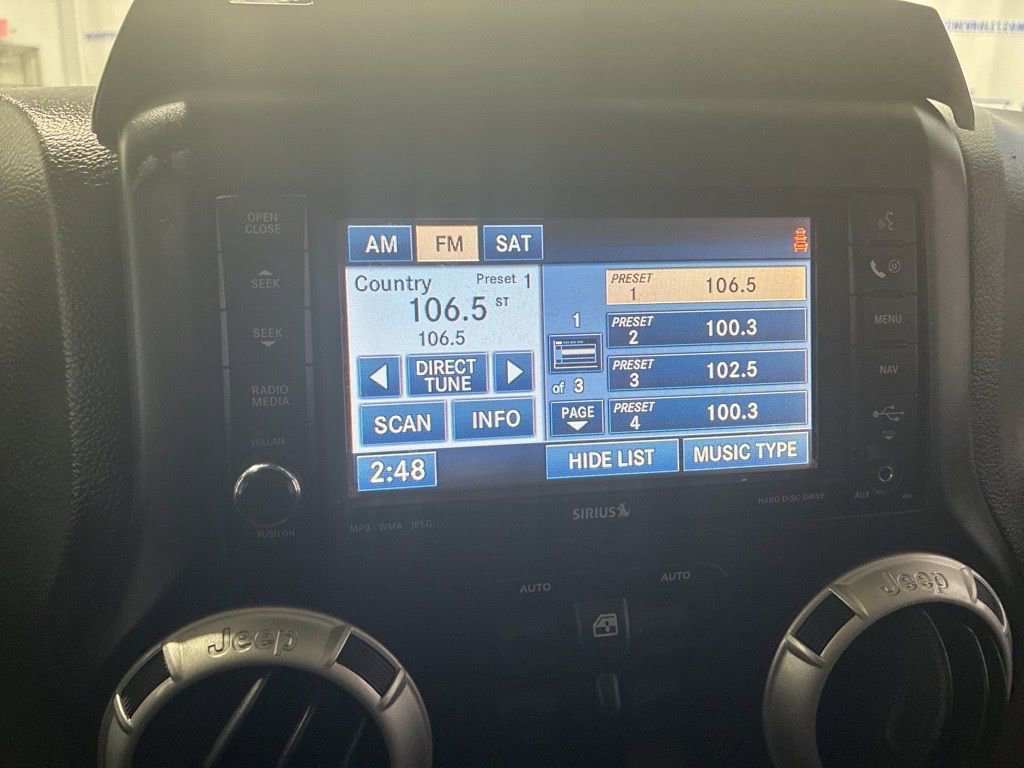 CHEVROLET.COM
OPEN
CLOSE
SEEK
SEEK
RADIO
MEDIA
VOLUME
PUSH ON
AM
FM
SAT
Country
Preset 1
106.5 ST
106.5
DIRECT
TUNE
SCAN
INFO
2:48
1
of 3
PAGE
PRESET
1
106.5
PRESET
2
100.3
PRESET
3
102.5
PRESET
4
100.3
HIDE LIST
MUSIC TYPE
MENU
NAV
AUX
MP3 WMA JPEG
SIRIUS
HARD DISC DRIVE
AUTO
AUTO
Jeep
Jeep